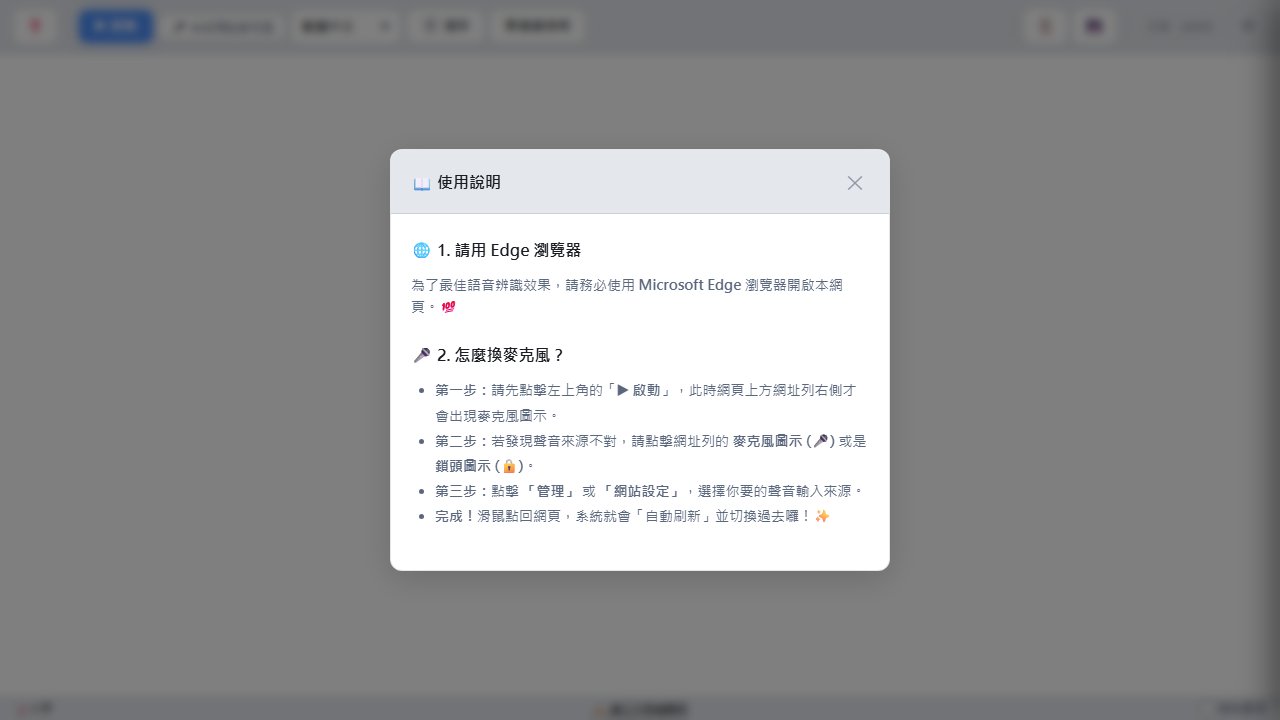 📖 使用說明
🌐 1. 請用 Edge 瀏覽器
為了最佳語音辨識效果，請務必使用 Microsoft Edge 瀏覽器開啟本網
頁。💯
🎤 2. 怎麼換麥克風？
• 第一步：請先點擊左上角的「▶ 啟動」，此時網頁上方網址列右側才
會出現麥克風圖示。
• 第二步：若發現聲音來源不對，請點擊網址列的 麥克風圖示 (🎤) 或是
鎖頭圖示 (🔒)。
• 第三步：點擊 「管理」 或 「網站設定」，選擇你要的聲音輸入來源。
• 完成！滑鼠點回網頁，系統就會「自動刷新」並切換過去囉！✨